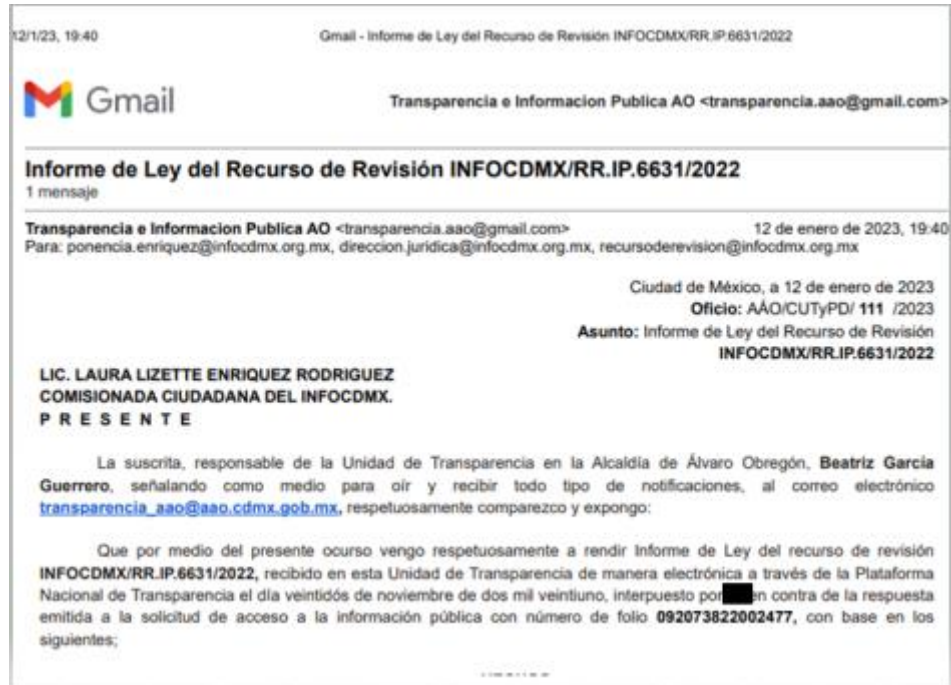 12/1/23, 19:40 Gmail - Informe de Ley del Recurso de Revisión INFOCDMX/RR.IP.6631/2022
Gmail Transparencia e Informacion Publica AO <transparencia.aao@gmail.com>
Informe de Ley del Recurso de Revisión INFOCDMX/RR.IP.6631/2022
1 mensaje
Transparencia e Informacion Publica AO <transparencia.aao@gmail.com> 12 de enero de 2023, 19:40
Para: ponencia.enriquez@infocdmx.org.mx, direccion.juridica@infocdmx.org.mx, recursoderevision@infocdmx.org.mx
Ciudad de México, a 12 de enero de 2023
Oficio: AÁO/CUTyPD/ 111 /2023
Asunto: Informe de Ley del Recurso de Revisión
INFOCDMX/RR.IP.6631/2022
LIC. LAURA LIZETTE ENRIQUEZ RODRIGUEZ
COMISIONADA CIUDADANA DEL INFOCDMX.
P R E S E N T E
La suscrita, responsable de la Unidad de Transparencia en la Alcaldía de Álvaro Obregón, Beatriz García
Guerrero, señalando como medio para oír y recibir todo tipo de notificaciones, al correo electrónico
transparencia_aao@aao.cdmx.gob.mx, respetuosamente comparezco y expongo:
Que por medio del presente ocurso vengo respetuosamente a rendir Informe de Ley del recurso de revisión
INFOCDMX/RR.IP.6631/2022, recibido en esta Unidad de Transparencia de manera electrónica a través de la Plataforma
Nacional de Transparencia el día veintidós de noviembre de dos mil veintiuno, interpuesto por en contra de la respuesta
emitida a la solicitud de acceso a la información pública con número de folio 092073822002477, con base en los
siguientes;